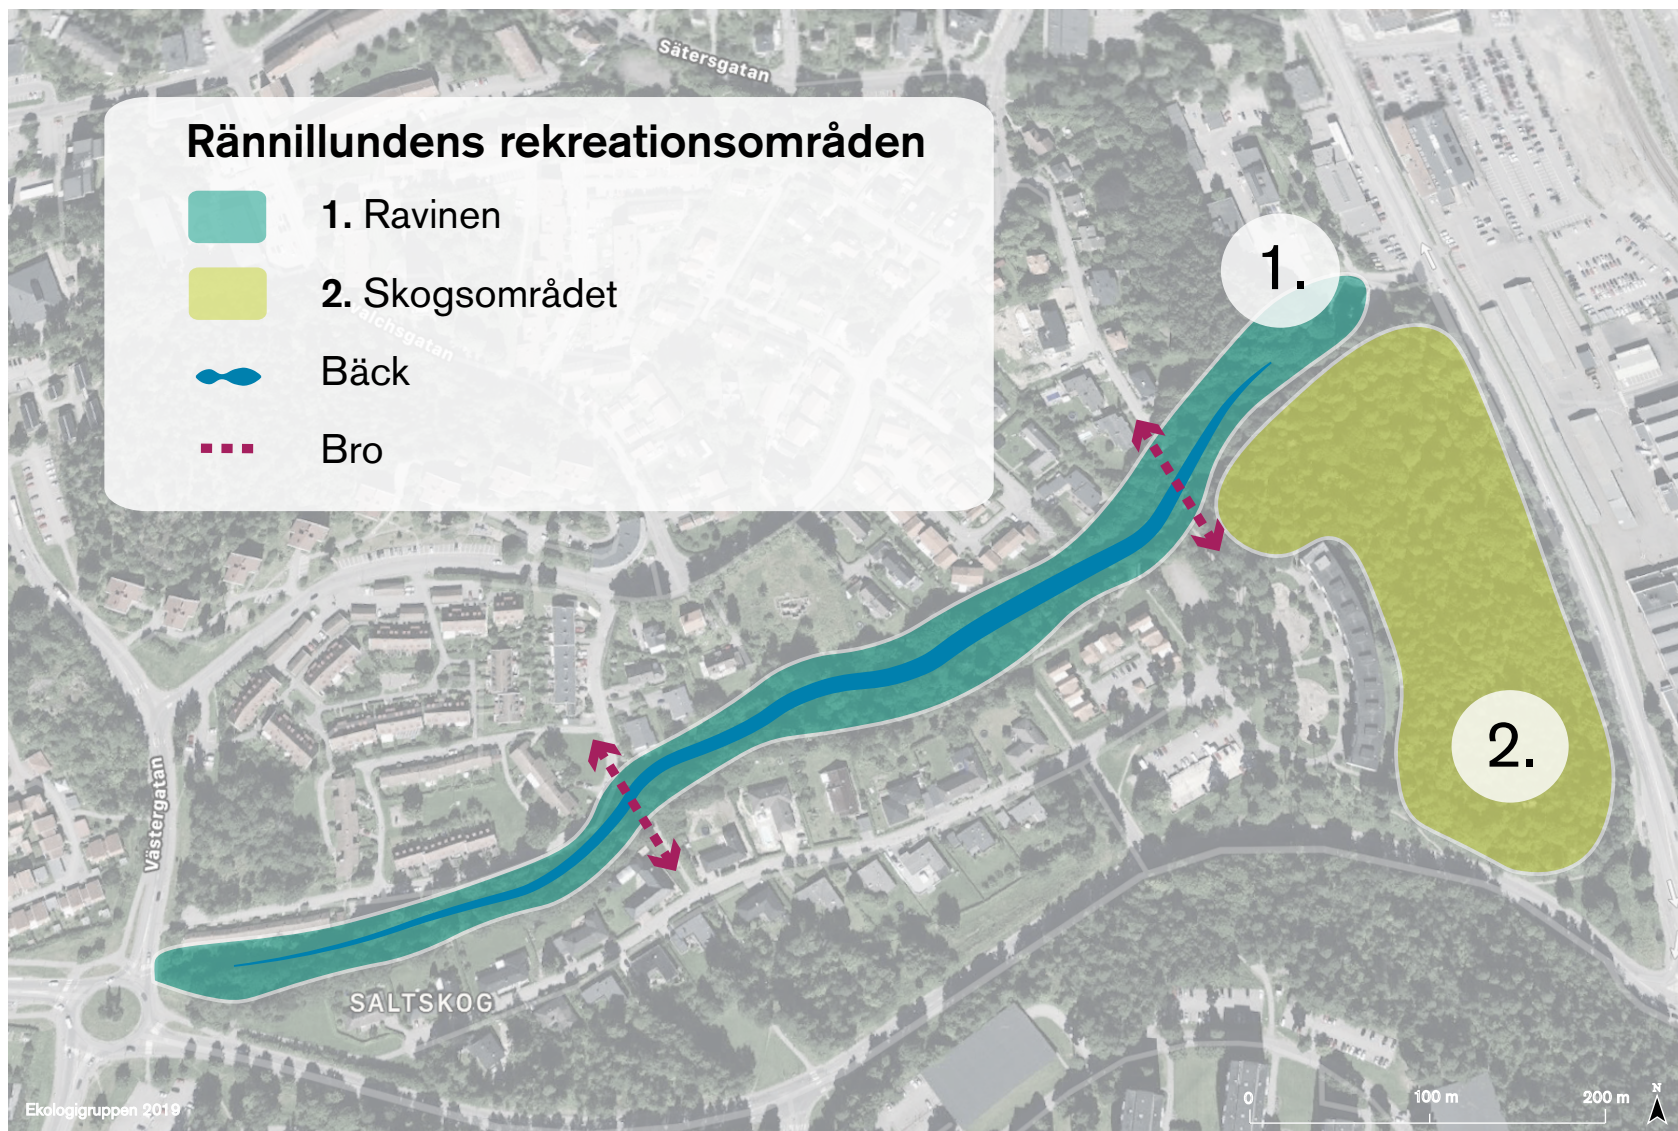 Sätersgatan
Rännillundens rekreationsområden
1. Ravinen
2. Skogsområdet
Bäck
Bro
1.
2.
Västergatan
SALTSKOG
Ekologigruppen 2019
0 100 m 200 m
N